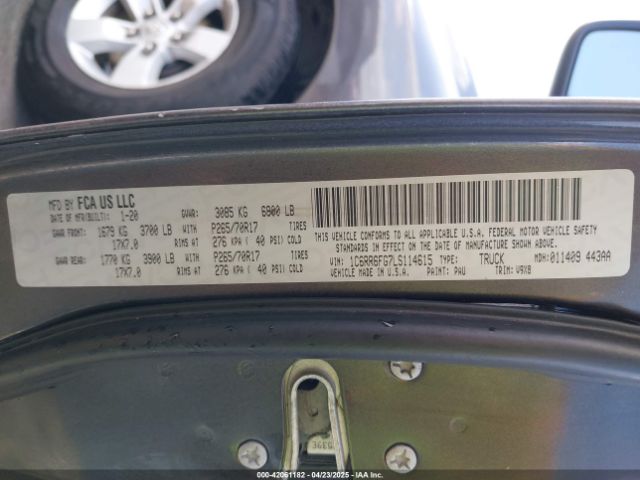 MFD BY FCA US LLC
DATE OF MFR(BUILT): 1-20 GVWR: 3085 KG 6800 LB
GAWR FRONT: 1679 KG 3700 LB WITH P265/70R17 TIRES
17X7.0 RIMS AT 276 KPA ( 40 PSI) COLD
GAWR REAR: 1770 KG 3900 LB WITH P265/70R17 TIRES
17X7.0 RIMS AT 276 KPA ( 40 PSI) COLD
THIS VEHICLE CONFORMS TO ALL APPLICABLE U.S.A. FEDERAL MOTOR VEHICLE SAFETY
STANDARDS IN EFFECT ON THE DATE OF MANUFACTURE SHOWN ABOVE.
VIN: 1C6RR6FG7LS114615 TYPE: TRUCK MDH: 011409 443AA
VEHICLE MADE IN U.S.A. PAINT: PAU TRIM: V9X8
00-42061182 - 04/23/2025 - IAAI.COM